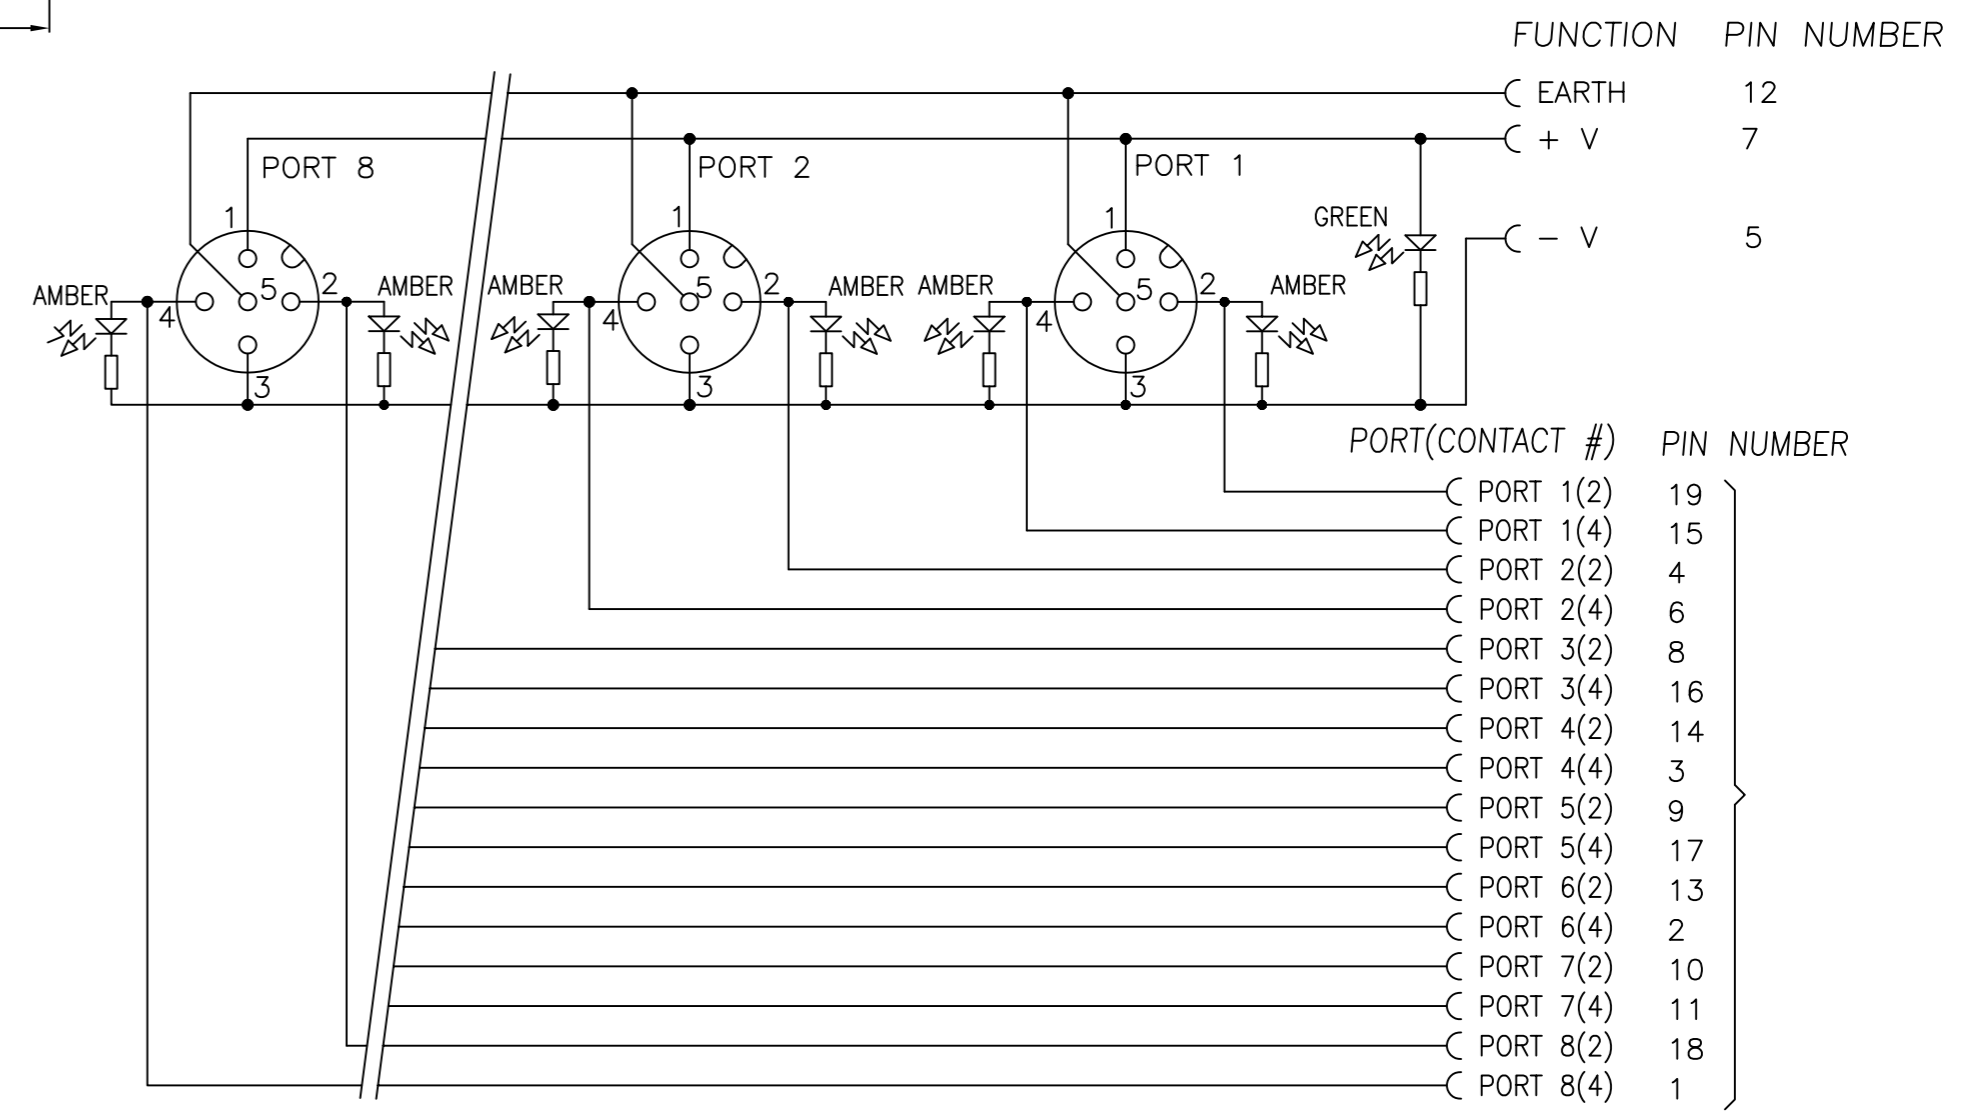 FUNCTION PIN NUMBER
EARTH 12
+ V 7
PORT 8 PORT 2 PORT 1
1 1 1 GREEN
- V 5
AMBER 4 5 2 AMBER AMBER 4 5 2 AMBER AMBER 4 5 2 AMBER
3 3 3
PORT(CONTACT #) PIN NUMBER
PORT 1(2) 19
PORT 1(4) 15
PORT 2(2) 4
PORT 2(4) 6
PORT 3(2) 8
PORT 3(4) 16
PORT 4(2) 14
PORT 4(4) 3
PORT 5(2) 9
PORT 5(4) 17
PORT 6(2) 13
PORT 6(4) 2
PORT 7(2) 10
PORT 7(4) 11
PORT 8(2) 18
PORT 8(4) 1